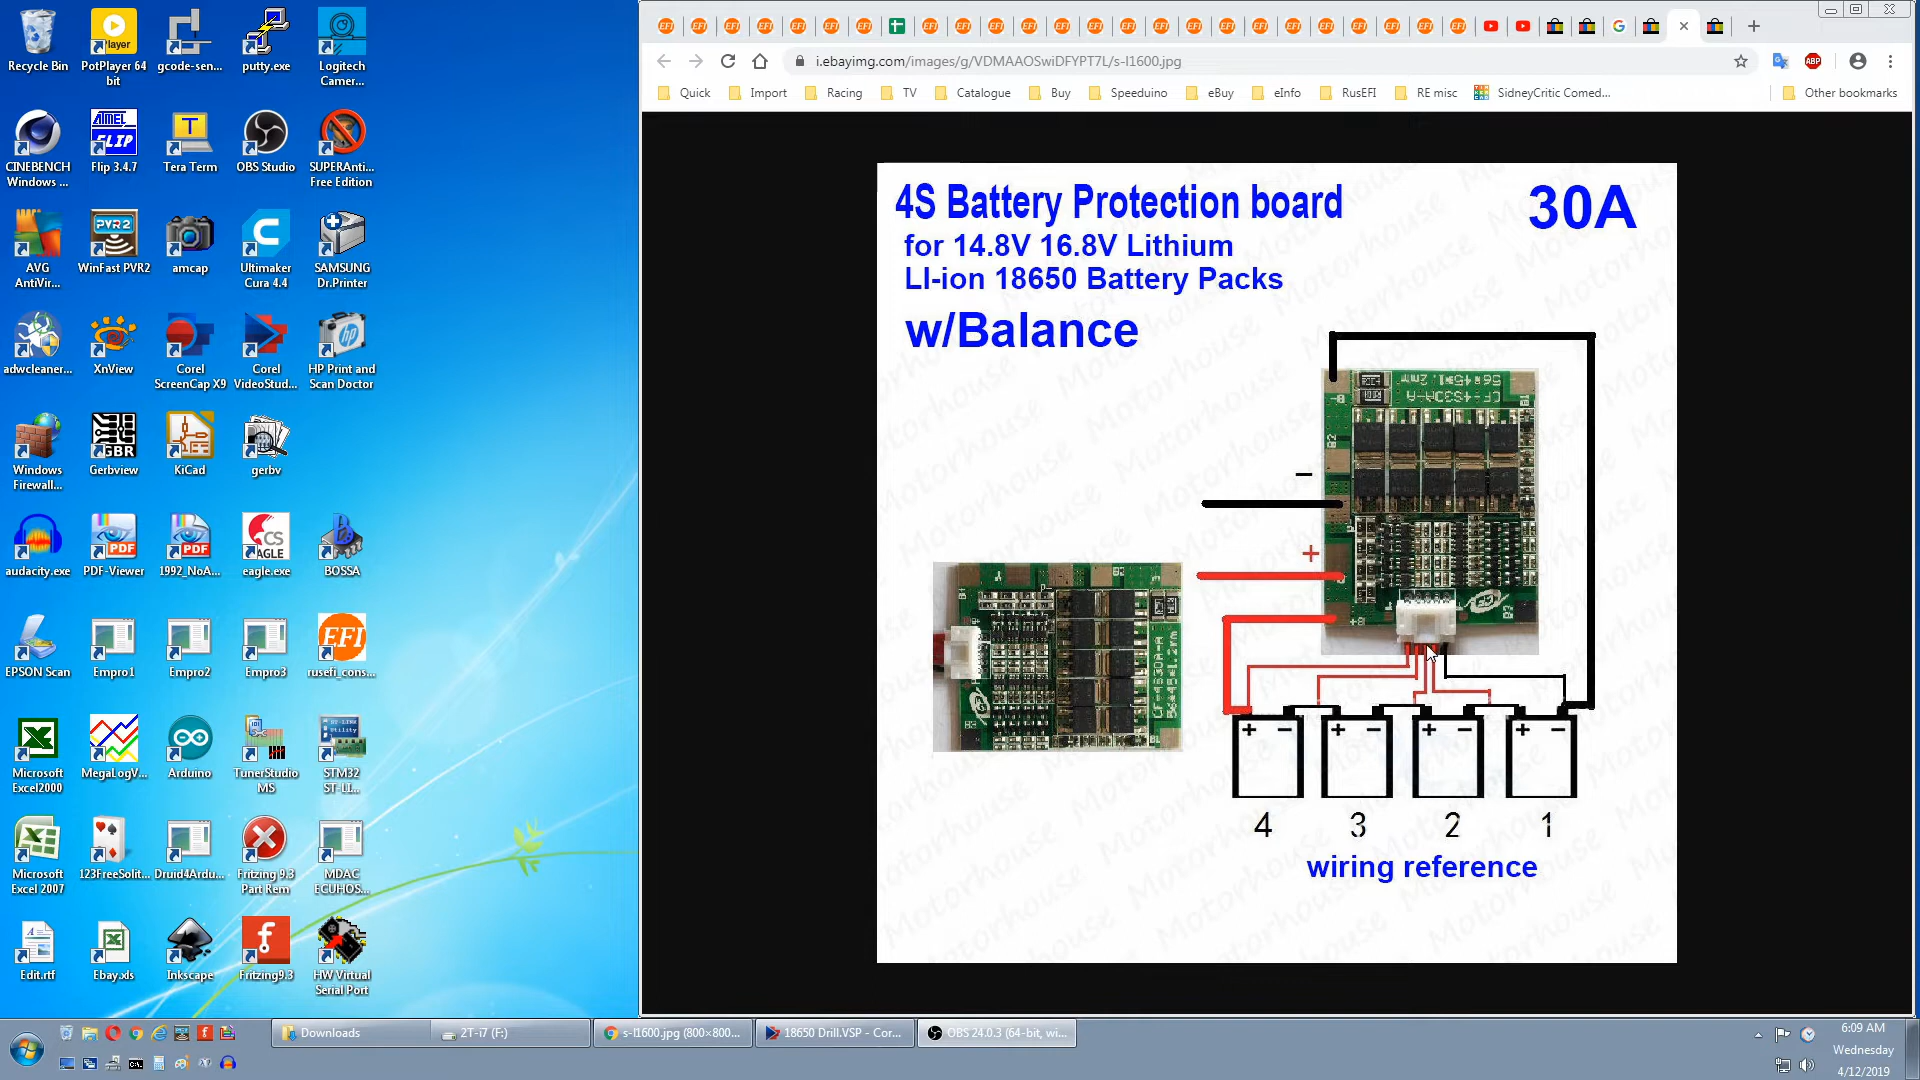 Recycle Bin
PotPlayer 64
bit
gcode-sen...
putty.exe
Logitech
Camer...
CINEBENCH
Windows ...
Flip 3.4.7
Tera Term
OBS Studio
SUPERAnti...
Free Edition
AVG
AntiVir...
WinFast PVR2
amcap
Ultimaker
Cura 4.4
SAMSUNG
Dr.Printer
adwcleaner...
XnView
Corel
ScreenCap X9
Corel
VideoStud...
HP Print and
Scan Doctor
Windows
Firewall...
Gerbview
KiCad
gerbv
audacity.exe
PDF-Viewer
1992_NoA...
eagle.exe
BOSSA
EPSON Scan
Empro1
Empro2
Empro3
rusefi_cons...
Microsoft
Excel2000
MegaLogV...
Arduino
TunerStudio
MS
STM32
ST-LI...
Microsoft
Excel 2007
123FreeSolit...
Druid4Ardu...
Fritzing 9.3
Part Rem
MDAC
ECUHOS...
Edit.rtf
Ebay.xls
Inkscape
Fritzing9.3
HW Virtual
Serial Port
i.ebayimg.com/images/g/VDMAAOSwiDFYPT7L/s-l1600.jpg
Quick
Import
Racing
TV
Catalogue
Buy
Speeduino
eBuy
eInfo
RusEFI
RE misc
SidneyCritic Comed...
Other bookmarks
4S Battery Protection board
30A
for 14.8V 16.8V Lithium
LI-ion 18650 Battery Packs
w/Balance
−
+
+ − + − + − + −
4 3 2 1
wiring reference
Downloads
2T-i7 (F:)
s-l1600.jpg (800×800...
18650 Drill.VSP - Cor...
OBS 24.0.3 (64-bit, wi...
6:09 AM
Wednesday
4/12/2019